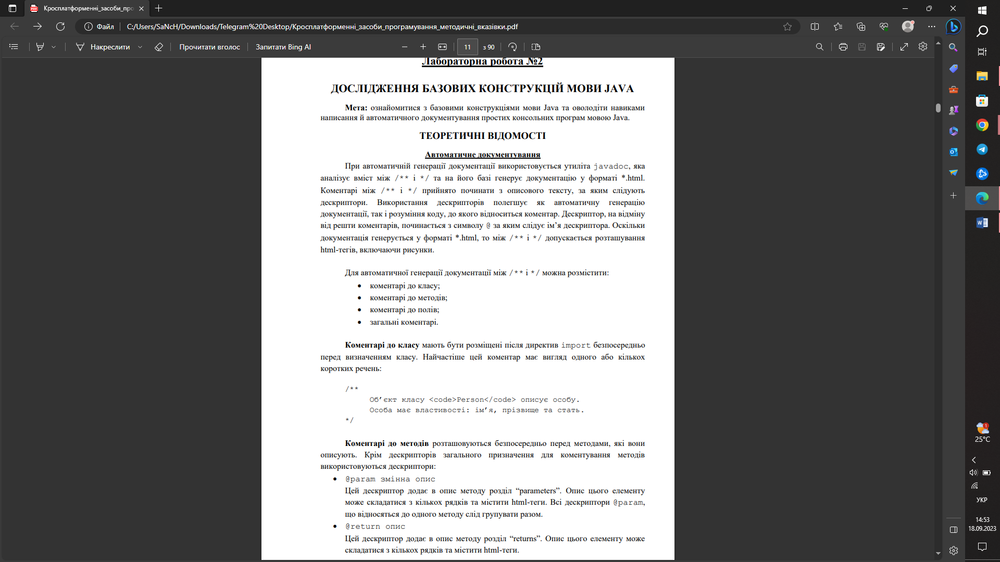 Кросплатформенні_засоби_про
Файл
C:/Users/SaNcH/Downloads/Telegram%20Desktop/Кросплатформенні_засоби_програмування_методичні_вказівки.pdf
Накреслити
Прочитати вголос
Запитати Bing AI
11
з 90
Лабораторна робота №2
ДОСЛІДЖЕННЯ БАЗОВИХ КОНСТРУКЦІЙ МОВИ JAVA
Мета: ознайомитися з базовими конструкціями мови Java та оволодіти навиками
написання й автоматичного документування простих консольних програм мовою Java.
ТЕОРЕТИЧНІ ВІДОМОСТІ
Автоматичне документування
При автоматичній генерації документації використовується утиліта javadoc, яка
аналізує вміст між /** і */ та на його базі генерує документацію у форматі *.html.
Коментарі між /** і */ прийнято починати з описового тексту, за яким слідують
дескриптори. Використання дескрипторів полегшує як автоматичну генерацію
документації, так і розуміння коду, до якого відноситься коментар. Дескриптор, на відміну
від решти коментарів, починається з символу @ за яким слідує ім’я дескриптора. Оскільки
документація генерується у форматі *.html, то між /** і */ допускається розташування
html-тегів, включаючи рисунки.
Для автоматичної генерації документації між /** і */ можна розмістити:
• коментарі до класу;
• коментарі до методів;
• коментарі до полів;
• загальні коментарі.
Коментарі до класу мають бути розміщені після директив import безпосередньо
перед визначенням класу. Найчастіше цей коментар має вигляд одного або кількох
коротких речень:
/**
Об’єкт класу <code>Person</code> описує особу.
Особа має властивості: ім’я, прізвище та стать.
*/
Коментарі до методів розташовуються безпосередньо перед методами, які вони
описують. Крім дескрипторів загального призначення для коментування методів
використовуються дескриптори:
• @param змінна опис
Цей дескриптор додає в опис методу розділ “parameters”. Опис цього елементу
може складатися з кількох рядків та містити html-теги. Всі дескриптори @param,
що відносяться до одного методу слід групувати разом.
• @return опис
Цей дескриптор додає в опис методу розділ “returns”. Опис цього елементу може
складатися з кількох рядків та містити html-теги.
1
25°C
УКР
14:53
18.09.2023